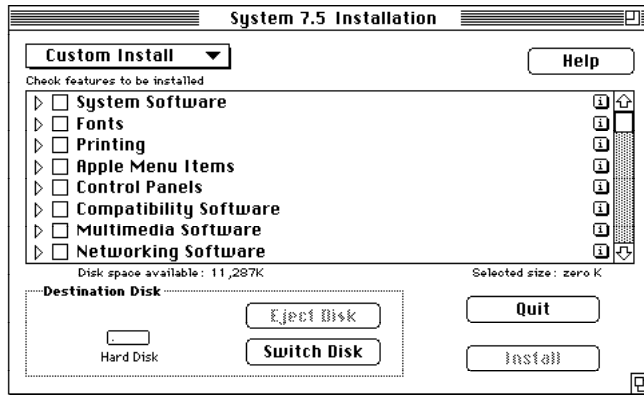 System 7.5 Installation
Custom Install
Help
Check features to be installed
System Software
Fonts
Printing
Apple Menu Items
Control Panels
Compatibility Software
Multimedia Software
Networking Software
Disk space available: 11,287K
Selected size: zero K
Destination Disk
Eject Disk
Quit
Hard Disk
Switch Disk
Install